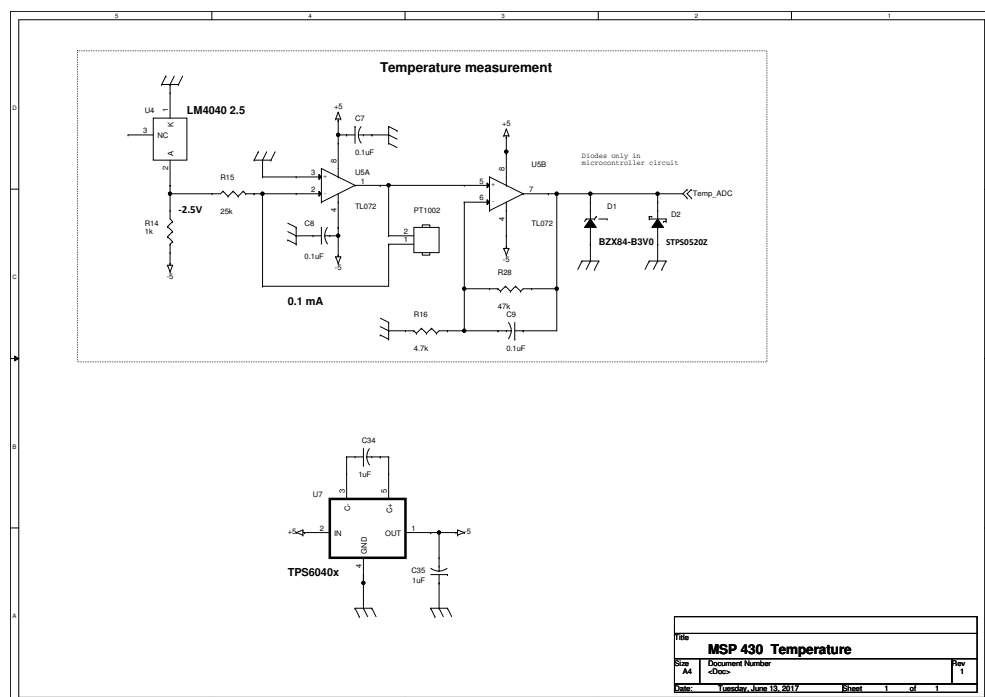 5
4
3
2
1
D
C
B
A
Temperature measurement
U4
LM4040 2.5
1
K
3
NC
A
2
R15
25k
-2.5V
R14
1k
-5
+5
C7
0.1uF
8
3
+
2
-
1
U5A
TL072
4
-5
C8
0.1uF
PT1002
2
1
0.1 mA
+5
8
5
+
6
-
7
U5B
TL072
4
-5
Diodes only in
microcontroller circuit
Temp_ADC
D1
BZX84-B3V0
D2
STPS0520Z
R28
47k
R16
4.7k
C9
0.1uF
C34
1uF
U7
3
C-
5
C+
+5
2
IN
OUT
1
-5
GND
4
TPS6040x
C35
1uF
Title
MSP 430 Temperature
Size
A4
Document Number
<Doc>
Rev
1
Date:
Tuesday, June 13, 2017
Sheet
1
of
1